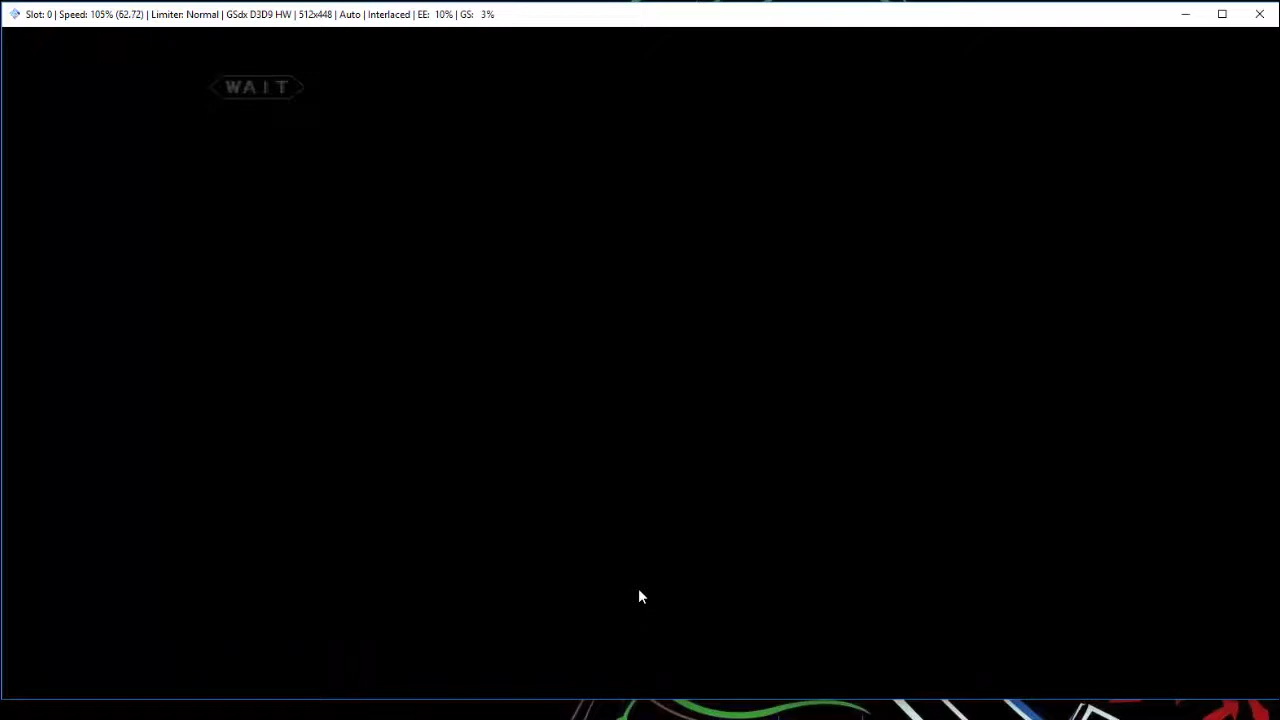 Slot: 0 | Speed: 105% (62.72) | Limiter: Normal | GSdx D3D9 HW | 512x448 | Auto | Interlaced | EE: 10% | GS: 3%
WAIT